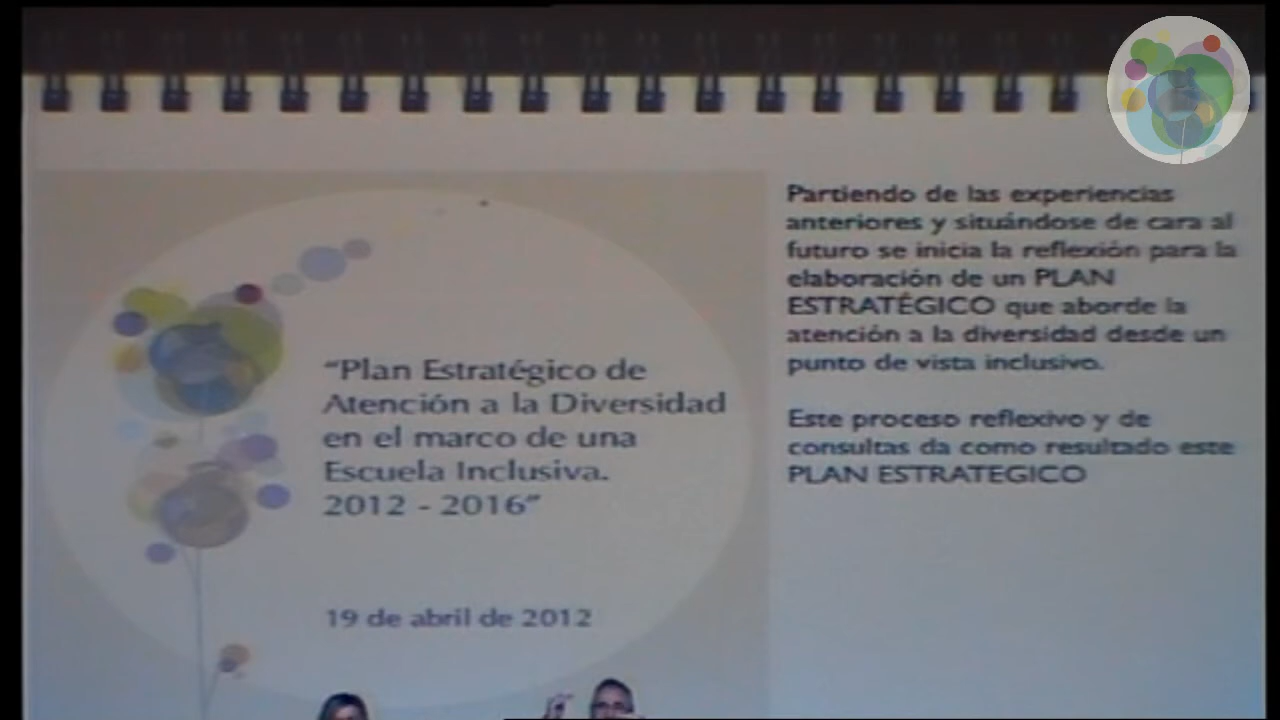 “Plan Estratégico de
Atención a la Diversidad
en el marco de una
Escuela Inclusiva.
2012 - 2016”
19 de abril de 2012
Partiendo de las experiencias
anteriores y situándose de cara al
futuro se inicia la reflexión para la
elaboración de un PLAN
ESTRATÉGICO que aborde la
atención a la diversidad desde un
punto de vista inclusivo.
Este proceso reflexivo y de
consultas da como resultado este
PLAN ESTRATEGICO